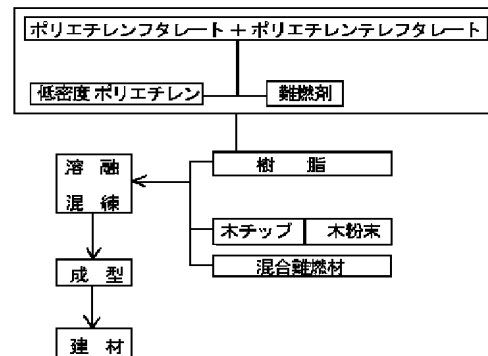 ポリエチレンフタレート+ポリエチレンテレフタレート
低密度ポリエチレン 難燃剤
溶融 樹脂
混練
木チップ 木粉末
成型 混合難燃材
建材